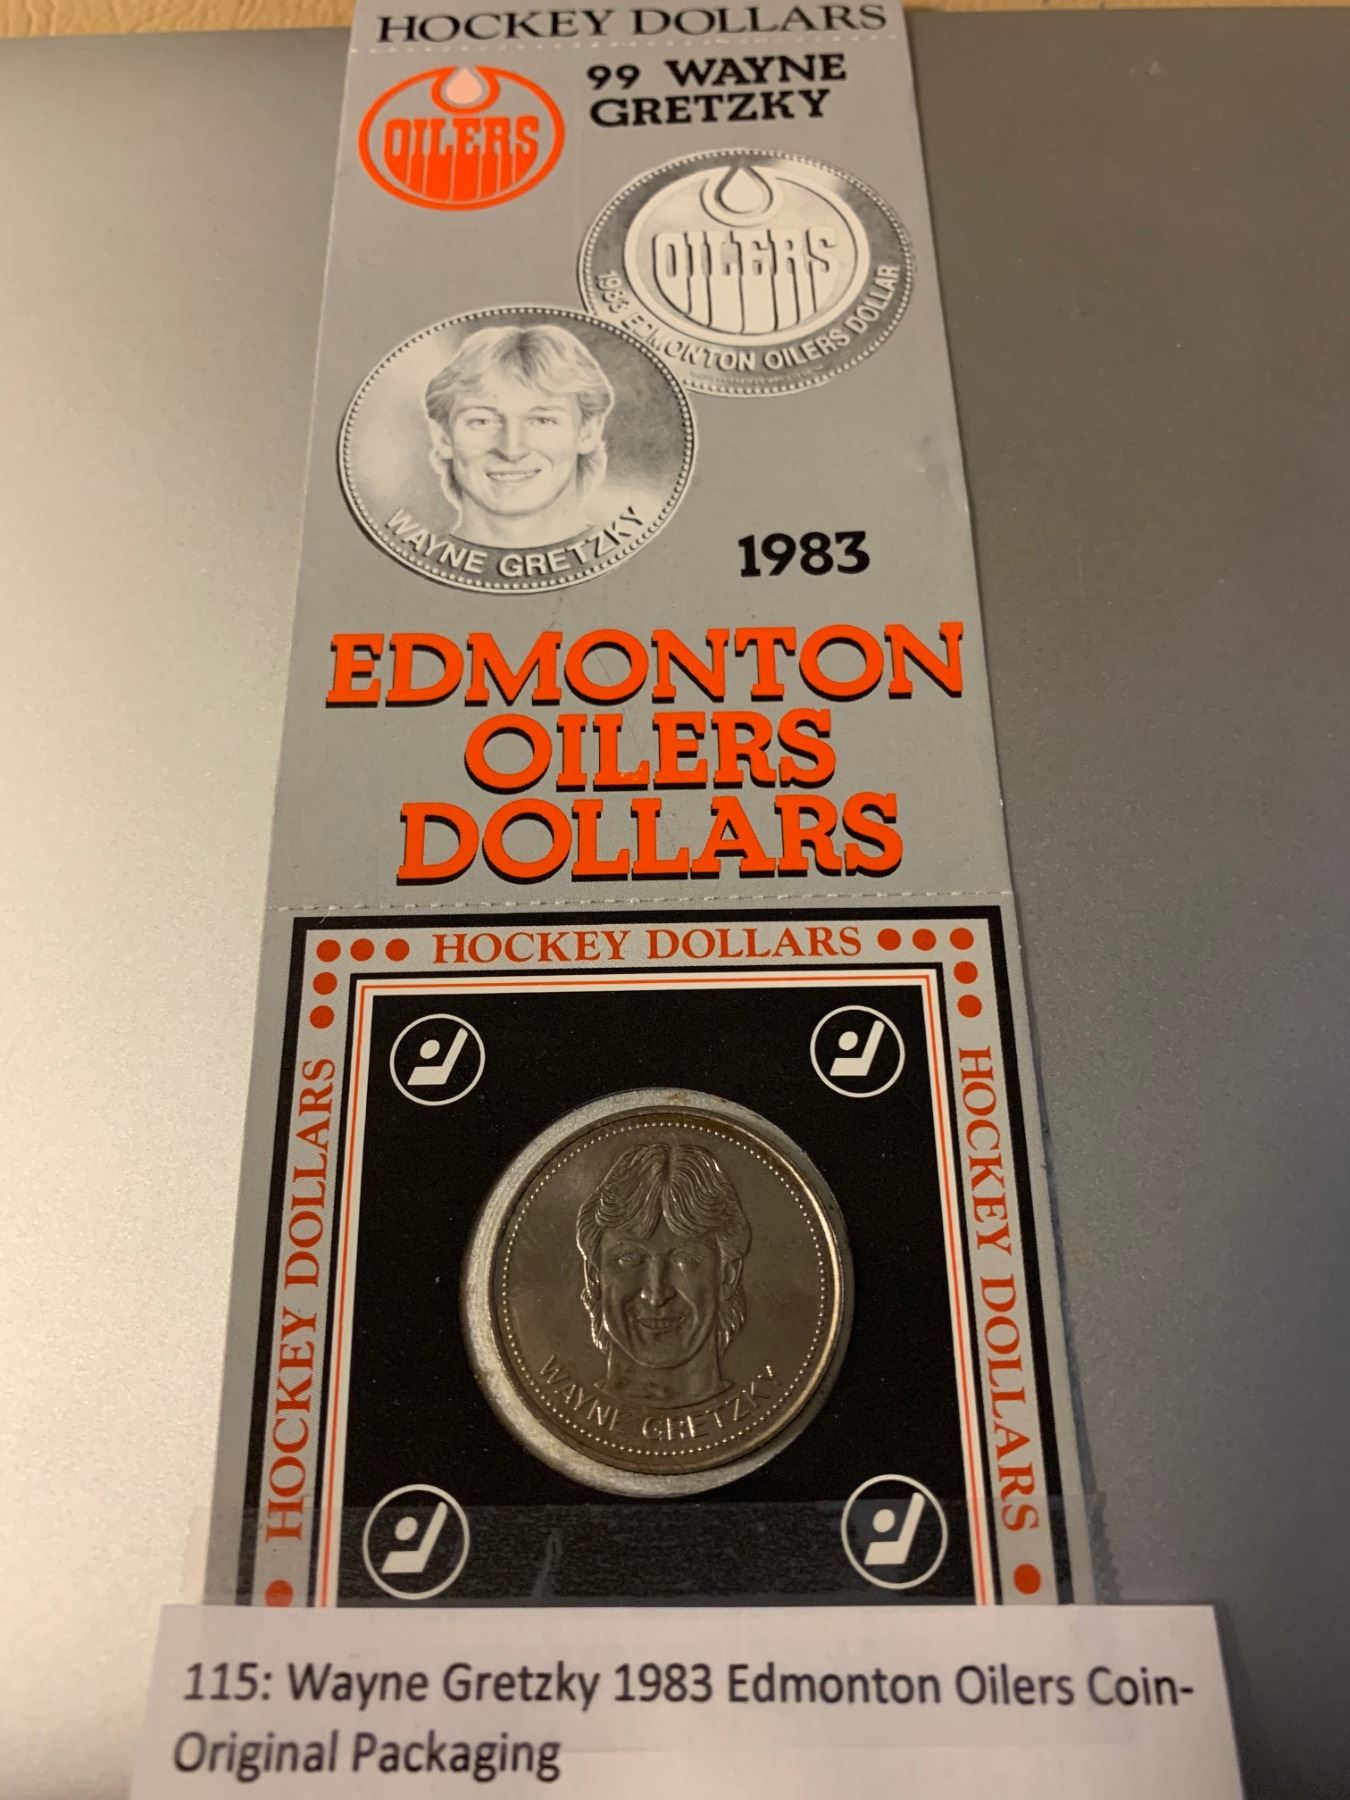 HOCKEY DOLLARS
OILERS
99 WAYNE
GRETZKY
OILERS
1983 EDMONTON OILERS DOLLAR
WAYNE GRETZKY
1983
EDMONTON
OILERS
DOLLARS
HOCKEY DOLLARS
HOCKEY DOLLARS
HOCKEY DOLLARS
WAYNE GRETZKY
115: Wayne Gretzky 1983 Edmonton Oilers Coin-
Original Packaging